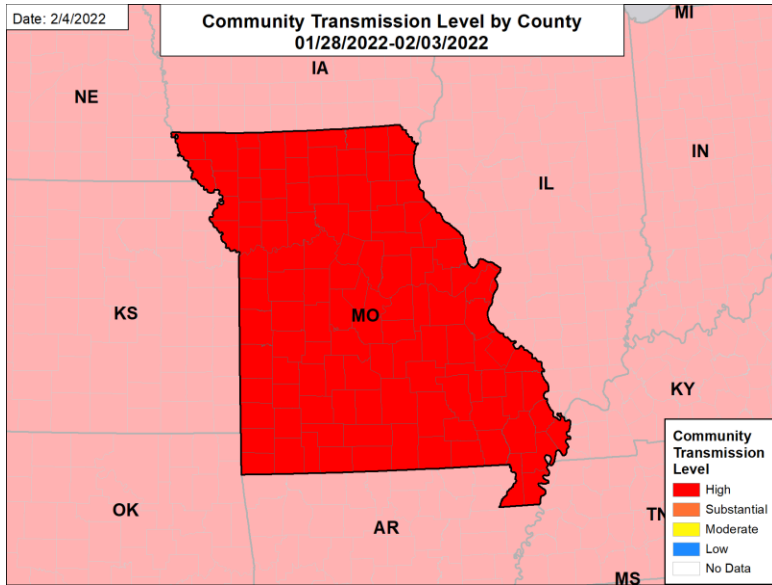 Date: 2/4/2022
Community Transmission Level by County
01/28/2022-02/03/2022
MI
IA
NE
IN
IL
KS
MO
KY
OK
AR
TN
MS
Community
Transmission
Level
High
Substantial
Moderate
Low
No Data